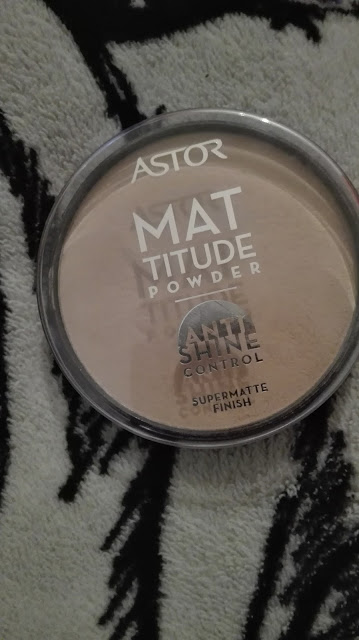 ASTOR
MAT
TITUDE
POWDER
ANTI
SHINE
CONTROL
SUPERMATTE
FINISH